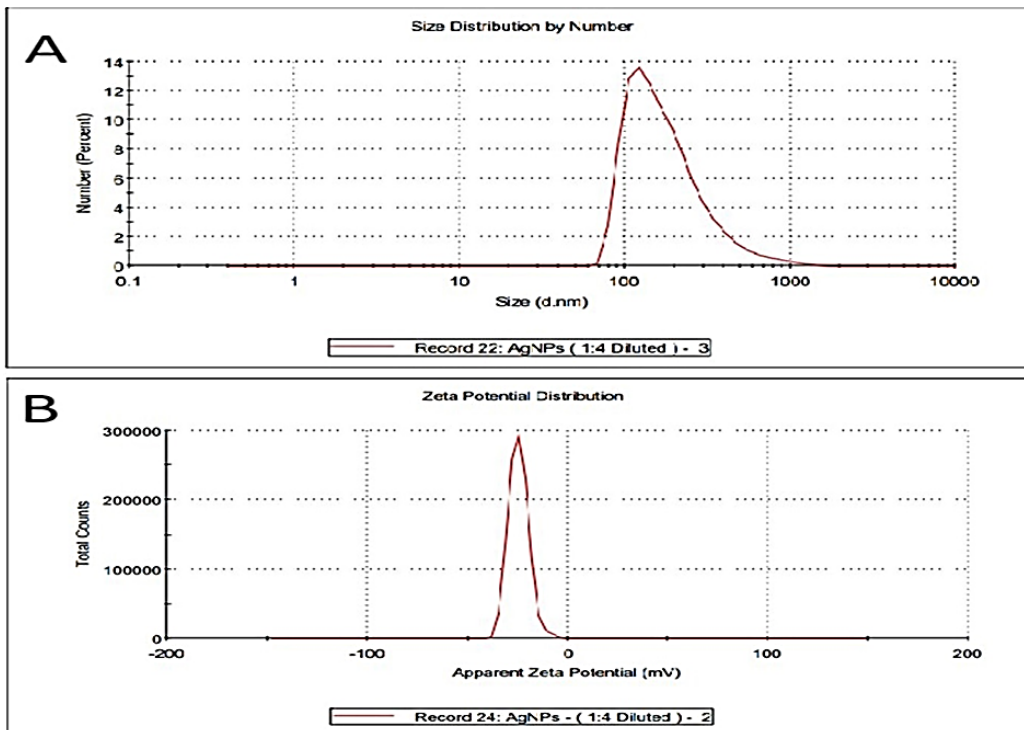 A
Size Distribution by Number
14
12
10
8
6
4
2
0
Number (Percent)
0.1 1 10 100 1000 10000
Size (d.nm)
Record 22: AgNPs ( 1:4 Diluted ) - 3
B
Zeta Potential Distribution
300000
200000
100000
0
Total Counts
-200 -100 0 100 200
Apparent Zeta Potential (mV)
Record 24: AgNPs - ( 1:4 Diluted ) - 2